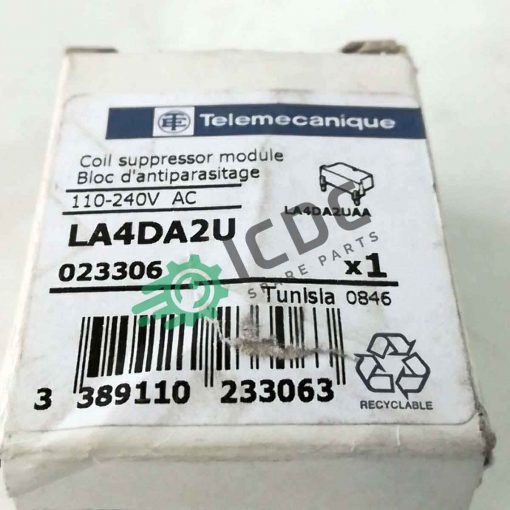 Telemecanique
Coil suppressor module
Bloc d'antiparasitage
110-240V AC
LA4DA2UAA
LA4DA2U
023306
x1
Tunisia 0846
3 389110 233063
RECYCLABLE
ICDC
SPARE PARTS